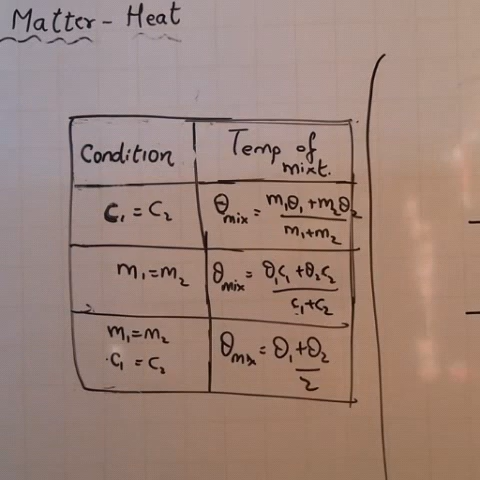 Matter - Heat
Condition
Temp of
mixt.
C₁ = C₂
θmix = m₁θ₁ + m₂θ₂
m₁+m₂
m₁=m₂
θmix = θ₁c₁ + θ₂c₂
c₁+c₂
m₁=m₂
c₁ = c₂
θmix = θ₁+θ₂
2